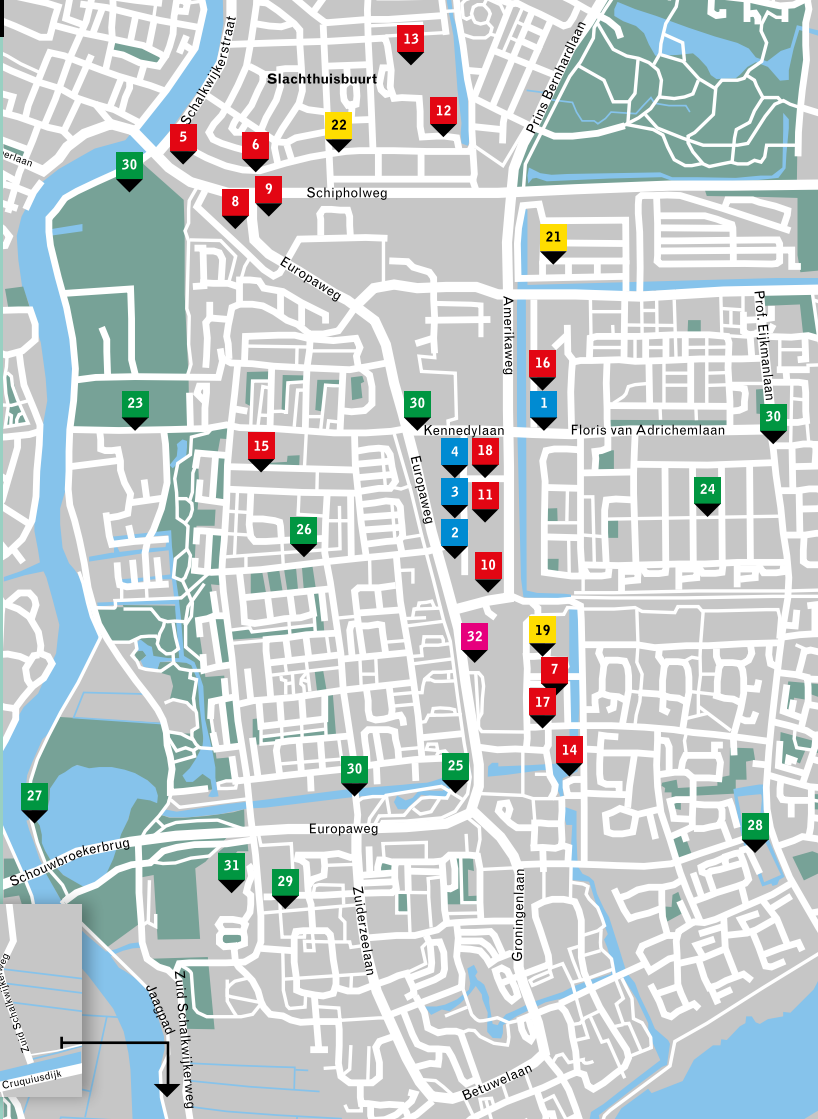 Schalkwijkerstraat
13
Prins Bernhardlaan
Slachthuisbuurt
12
22
5
6
erlaan
30
9
8
Schipholweg
21
Europaweg
Amerikaweg
Prof. Eijkmanlaan
16
23
30
1
30
Kennedylaan
Floris van Adrichemlaan
15
4
18
Europaweg
3
11
24
26
2
10
32
19
7
17
14
30
25
27
Europaweg
28
Schouwbroekerbrug
31
29
Zuiderzeelaan
Groningenlaan
Zuid Schalkwijkerweg
Jaagpad
Zuid Schalkwijkerweg
Cruquiusdijk
Betuwelaan